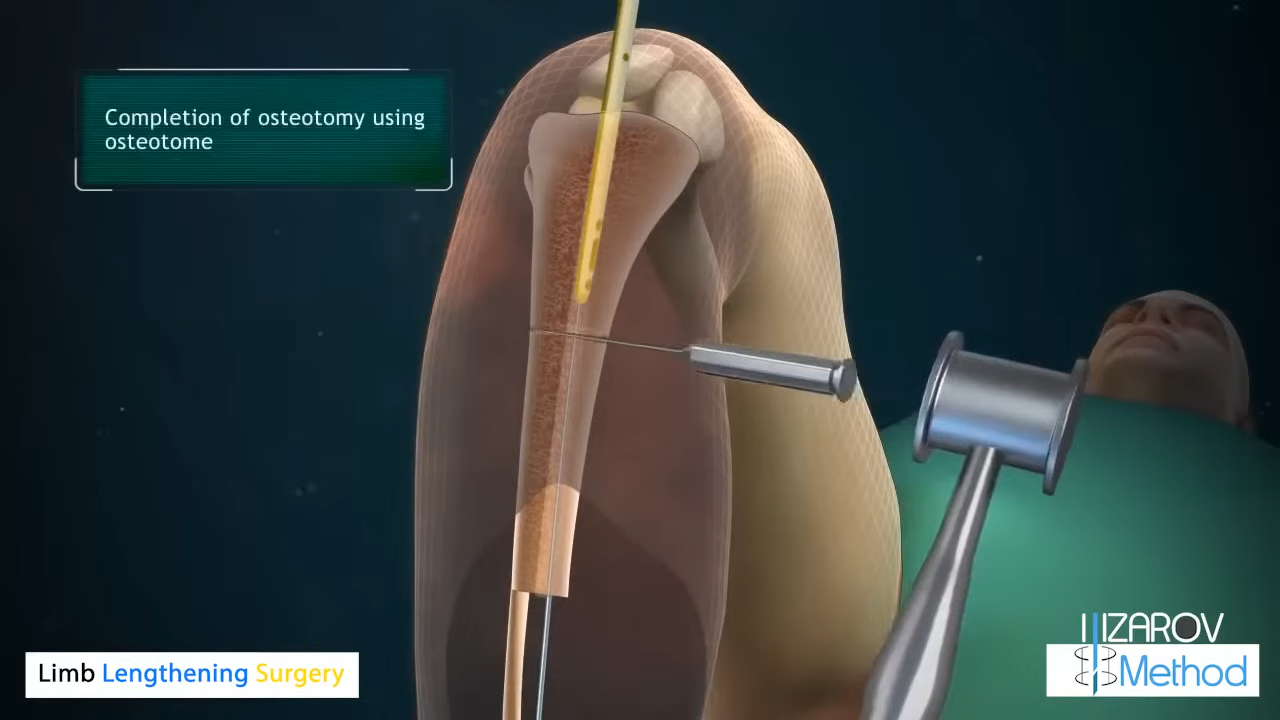 Completion of osteotomy using
osteotome
Limb Lengthening Surgery
ILIZAROV
Method